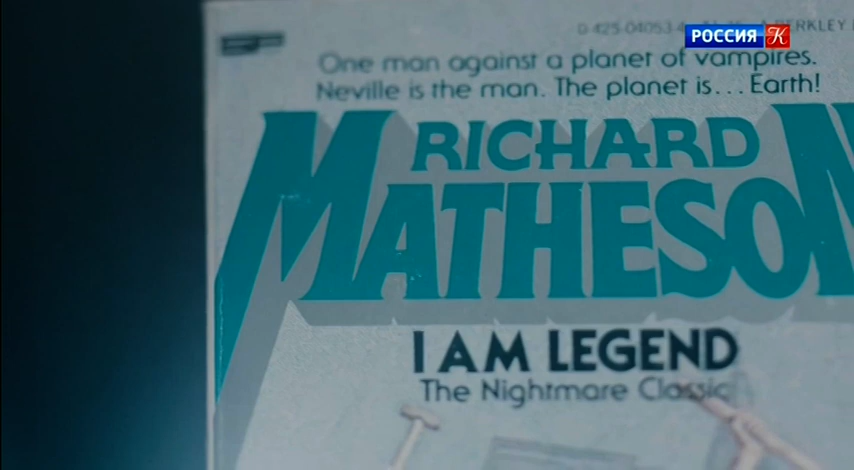 РОССИЯ К
One man against a planet of vampires.
Neville is the man. The planet is... Earth!
RICHARD
MATHESON
I AM LEGEND
The Nightmare Classic